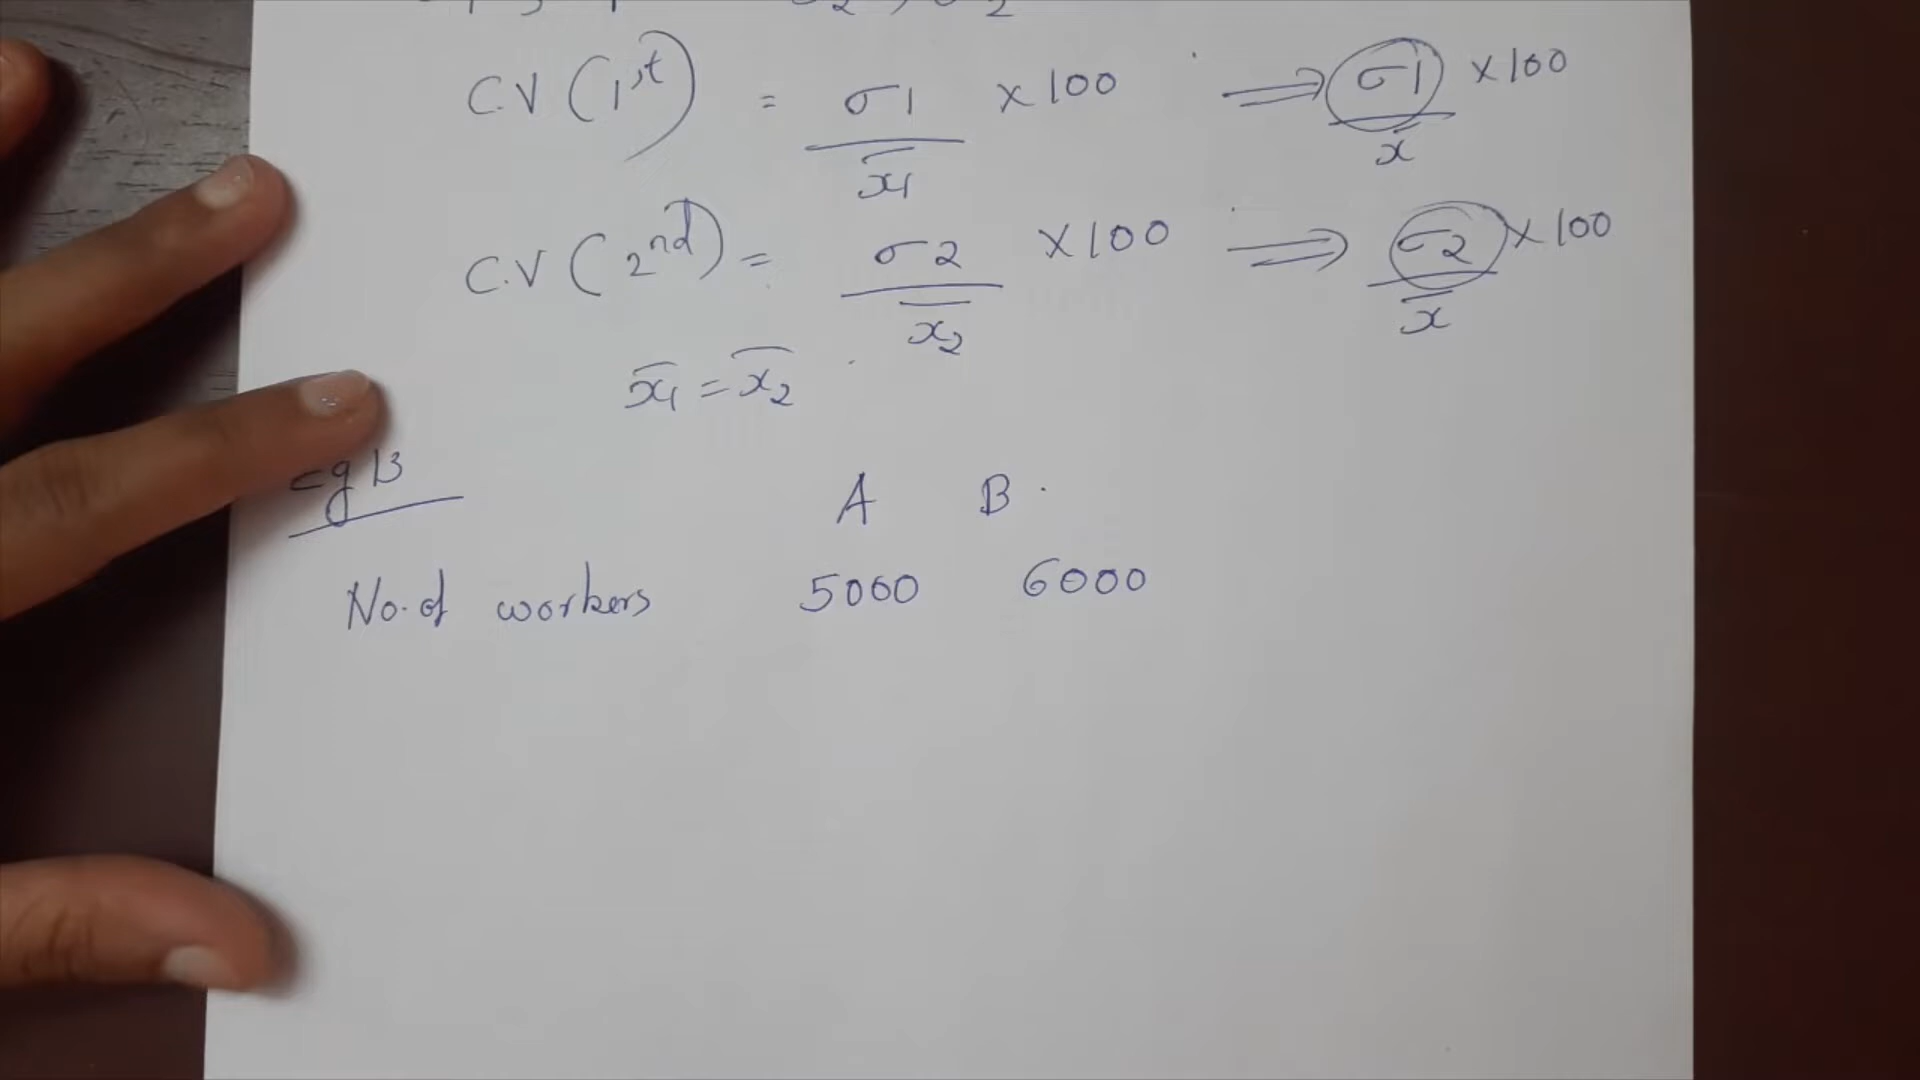 C.V (1st) = σ1 / x̄1 × 100 ⟹ σ1 / x̄ × 100
C.V (2nd) = σ2 / x̄2 × 100 ⟹ σ2 / x̄ × 100
x̄1 = x̄2
Eg 13
A B
No. of workers 5000 6000